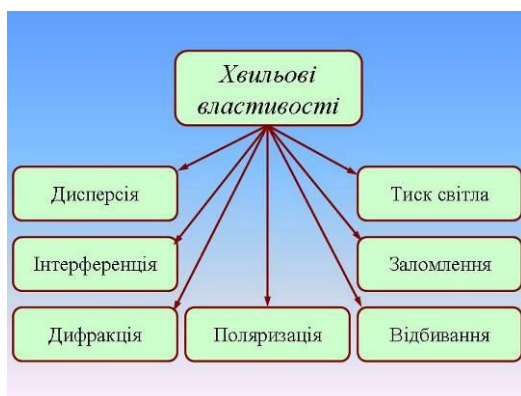 Хвильові
властивості
Дисперсія
Тиск світла
Інтерференція
Заломлення
Дифракція
Поляризація
Відбивання